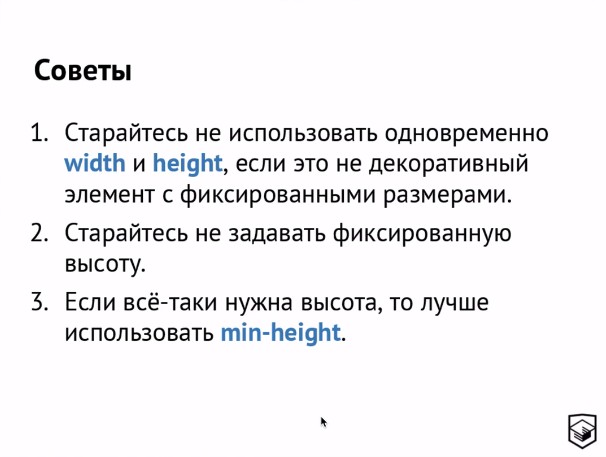 Советы
1. Старайтесь не использовать одновременно
width и height, если это не декоративный
элемент с фиксированными размерами.
2. Старайтесь не задавать фиксированную
высоту.
3. Если всё-таки нужна высота, то лучше
использовать min-height.